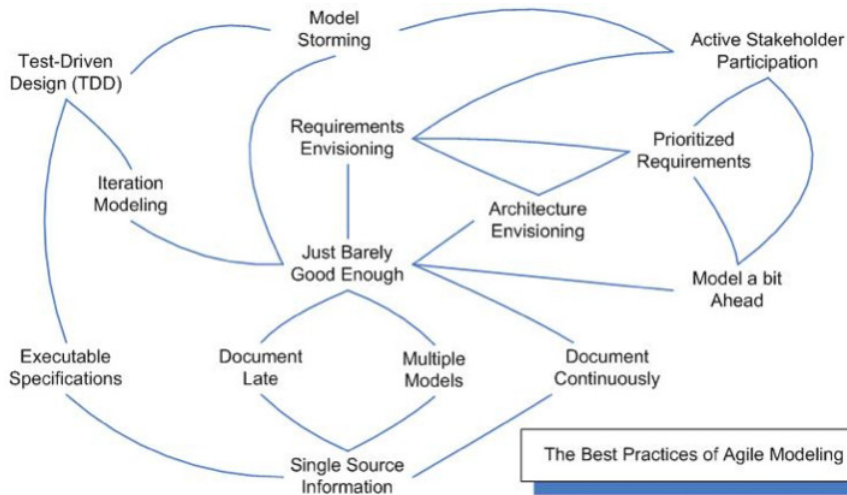 Model
Storming
Test-Driven
Design (TDD)
Active Stakeholder
Participation
Requirements
Envisioning
Prioritized
Requirements
Iteration
Modeling
Architecture
Envisioning
Just Barely
Good Enough
Model a bit
Ahead
Executable
Specifications
Document
Late
Multiple
Models
Document
Continuously
Single Source
Information
The Best Practices of Agile Modeling